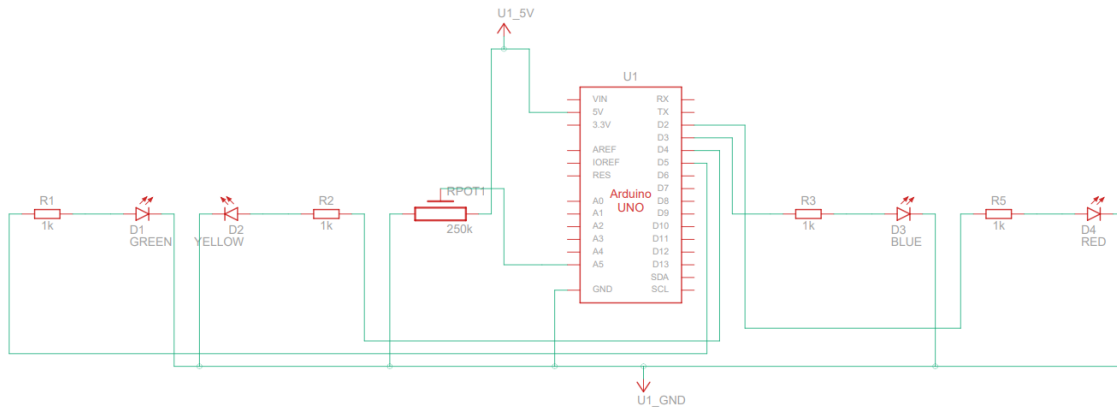 U1_5V
U1
VIN
5V
3.3V
AREF
IOREF
RES
A0
A1
A2
A3
A4
A5
GND
Arduino
UNO
RX
TX
D2
D3
D4
D5
D6
D7
D8
D9
D10
D11
D12
D13
SDA
SCL
R1
1k
D1
GREEN
D2
YELLOW
R2
1k
RPOT1
250k
R3
1k
D3
BLUE
R5
1k
D4
RED
U1_GND